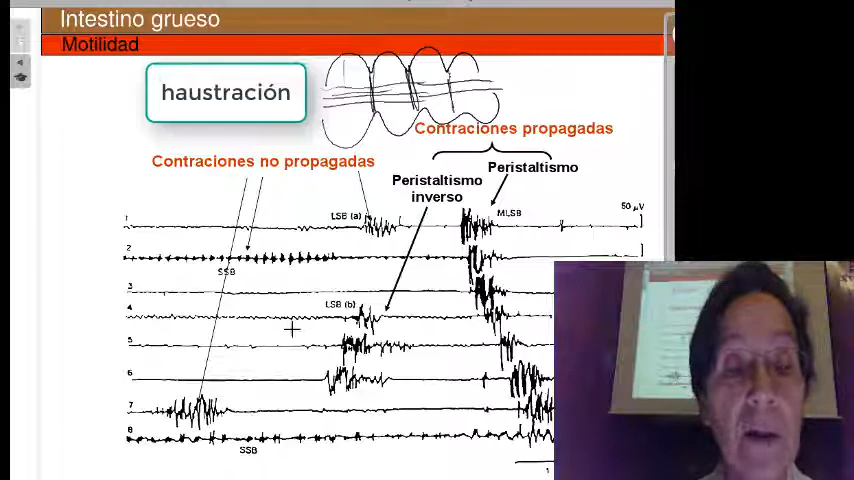 Intestino grueso
Motilidad
haustración
Contraciones propagadas
Contraciones no propagadas
Peristaltismo
Peristaltismo
inverso
50 µV
LSB (a)
MLSB
1
2
SSB
3
LSB (b)
4
5
6
7
8
SSB
1